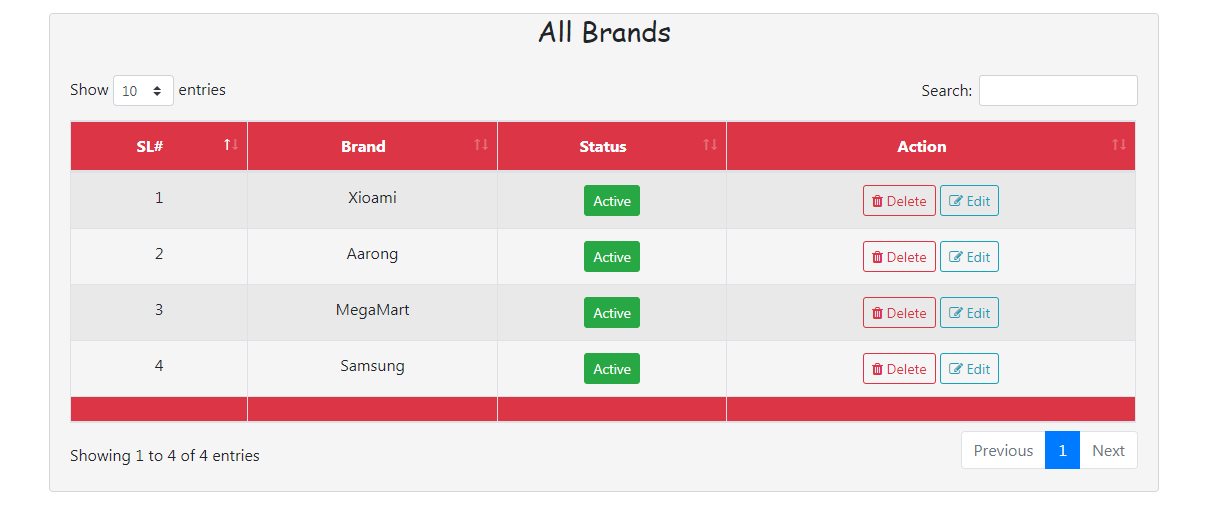 All Brands
Show 10 entries Search:
SL# Brand Status Action
1 Xioami Active Delete Edit
2 Aarong Active Delete Edit
3 MegaMart Active Delete Edit
4 Samsung Active Delete Edit
Showing 1 to 4 of 4 entries Previous 1 Next